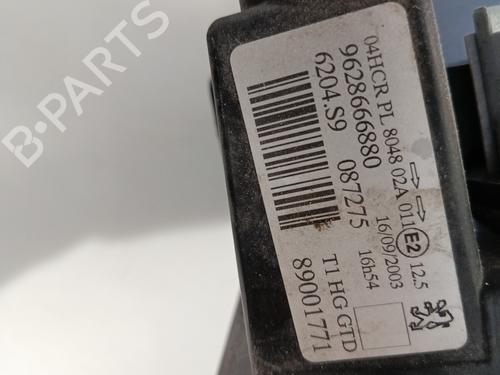 04HCR.PL 8048 02A 011 E2 12.5
9628666880
16/09/2003
6204.S9 087275
16h54
T1 HG GTD
89001771
B-PARTS